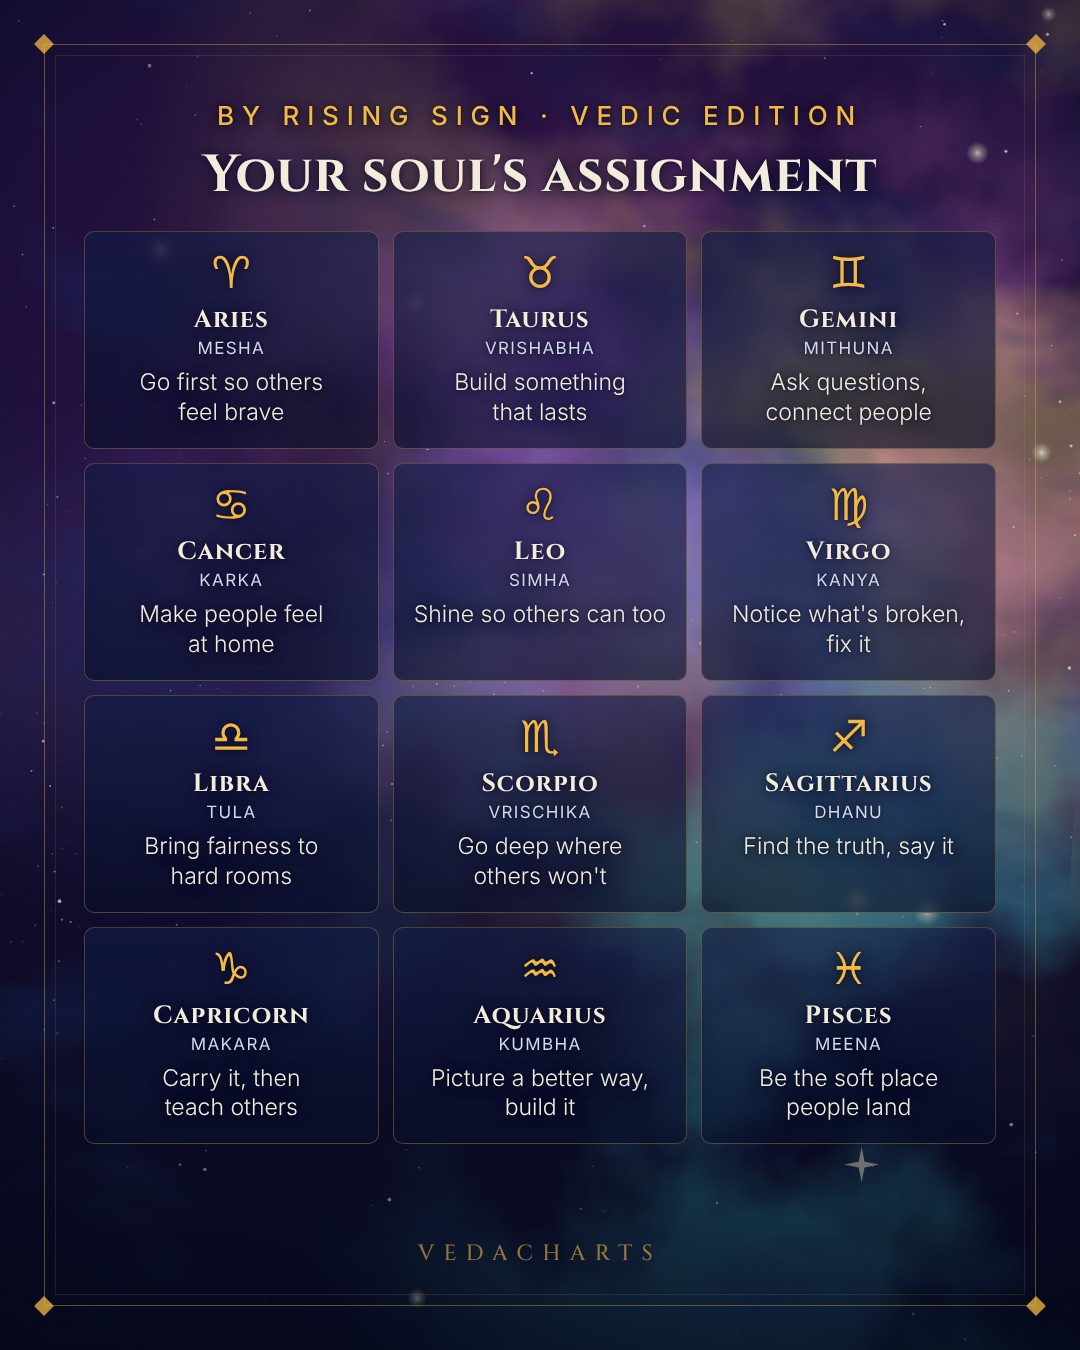 BY RISING SIGN · VEDIC EDITION
YOUR SOUL'S ASSIGNMENT
♈
ARIES
MESHA
Go first so others
feel brave
♉
TAURUS
VRISHABHA
Build something
that lasts
♊
GEMINI
MITHUNA
Ask questions,
connect people
♋
CANCER
KARKA
Make people feel
at home
♌
LEO
SIMHA
Shine so others can too
♍
VIRGO
KANYA
Notice what's broken,
fix it
♎
LIBRA
TULA
Bring fairness to
hard rooms
♏
SCORPIO
VRISCHIKA
Go deep where
others won't
♐
SAGITTARIUS
DHANU
Find the truth, say it
♑
CAPRICORN
MAKARA
Carry it, then
teach others
♒
AQUARIUS
KUMBHA
Picture a better way,
build it
♓
PISCES
MEENA
Be the soft place
people land
VEDACHARTS